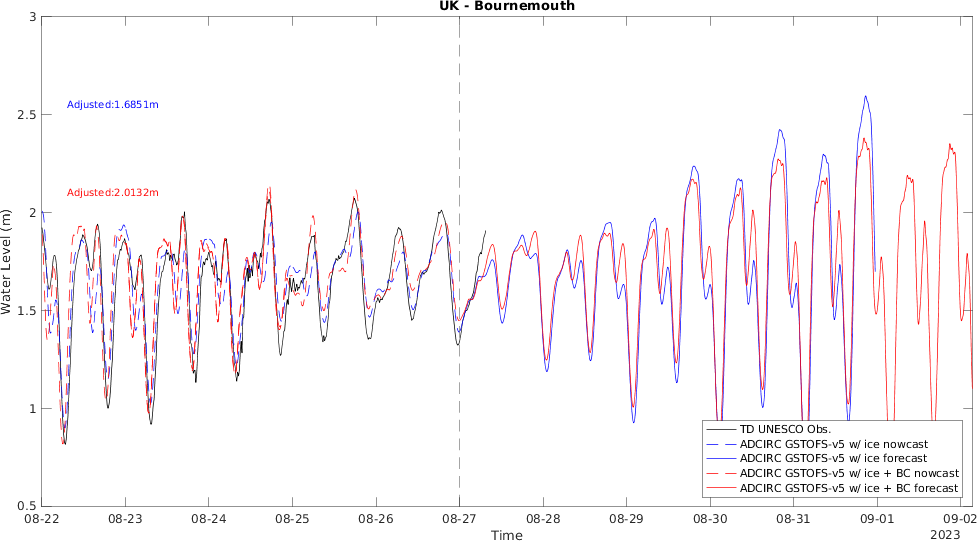 UK - Bournemouth
3
2.5
2
1.5
1
0.5
Water Level (m)
Adjusted:1.6851m
Adjusted:2.0132m
TD UNESCO Obs.
ADCIRC GSTOFS-v5 w/ ice nowcast
ADCIRC GSTOFS-v5 w/ ice forecast
ADCIRC GSTOFS-v5 w/ ice + BC nowcast
ADCIRC GSTOFS-v5 w/ ice + BC forecast
08-22 08-23 08-24 08-25 08-26 08-27 08-28 08-29 08-30 08-31 09-01 09-02
Time
2023